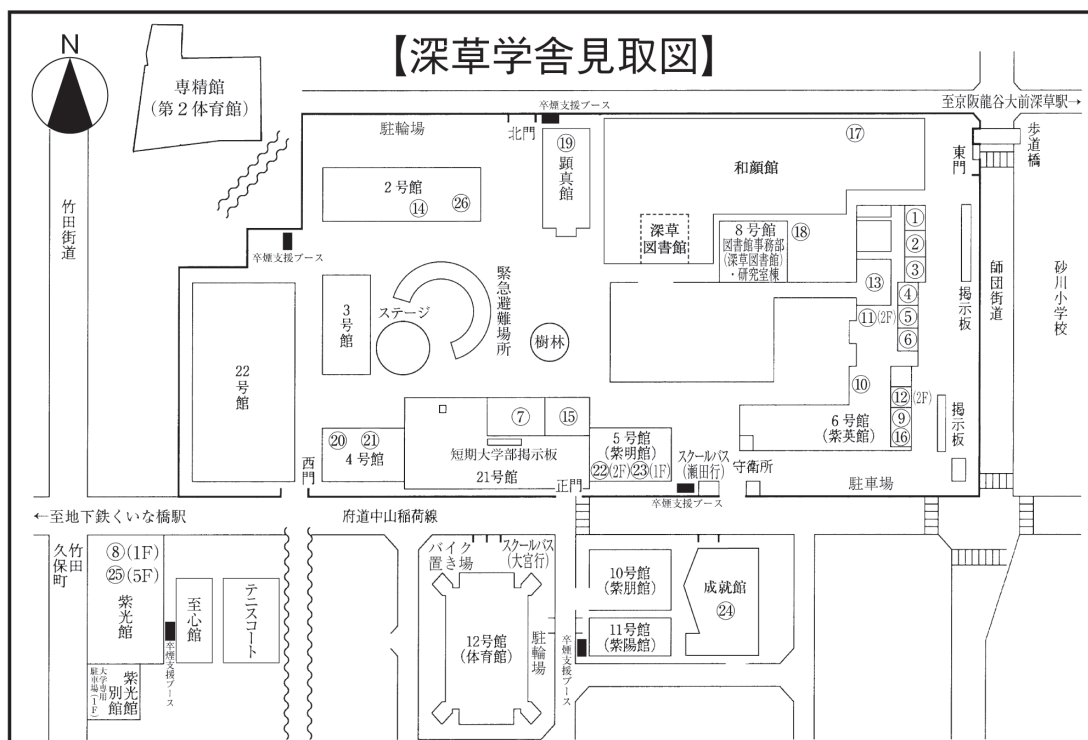 【深草学舎見取図】
N
専精館
(第2体育館)
卒煙支援ブース
至京阪龍谷大前深草駅→
駐輪場
北門
⑲
顕真館
⑰
和顔館
東門
歩道橋
2号館
⑭
㉖
竹田街道
卒煙支援ブース
深草
図書館
8号館
図書館事務部
(深草図書館)
・研究室棟
⑱
①
②
③
④
⑤
⑥
⑬
⑪(2F)
掲示板
師団街道
砂川小学校
3号館
ステージ
緊急避難場所
樹林
22号館
⑩
⑫(2F)
⑨
⑯
6号館
(紫英館)
掲示板
⑦
⑮
短期大学部掲示板
21号館
⑳
㉑
4号館
5号館
(紫明館)
㉒(2F)㉓(1F)
スクールバス
(瀬田行)
守衛所
駐車場
西門
正門
卒煙支援ブース
←至地下鉄くいな橋駅
府道中山稲荷線
竹田
久保町
⑧(1F)
㉕(5F)
紫光館
至心館
テニスコート
卒煙支援ブース
紫光館
別館
大学専用
駐車場(1F)
バイク
置き場
スクールバス
(大宮行)
12号館
(体育館)
駐輪場
卒煙支援ブース
10号館
(紫朋館)
11号館
(紫陽館)
成就館
㉔